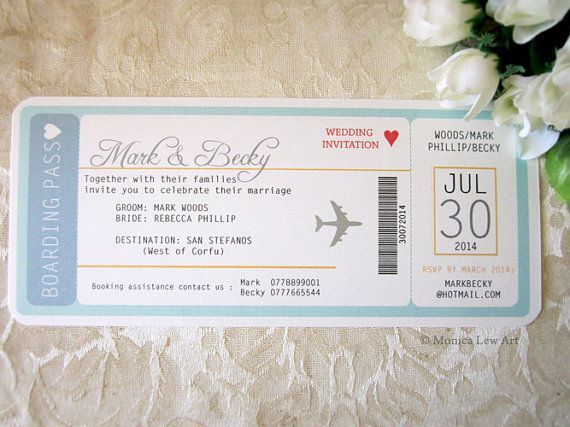 BOARDING PASS
Mark & Becky
WEDDING
INVITATION
Together with their families
invite you to celebrate their marriage
GROOM: MARK WOODS
BRIDE: REBECCA PHILLIP
DESTINATION: SAN STEFANOS
(West of Corfu)
Booking assistance contact us :
Mark 0778899001
Becky 0777665544
30072014
WOODS/MARK
PHILLIP/BECKY
JUL
30
2014
RSVP BY MARCH 2014:
MARKBECKY
@HOTMAIL.COM
© Monica Lew Art